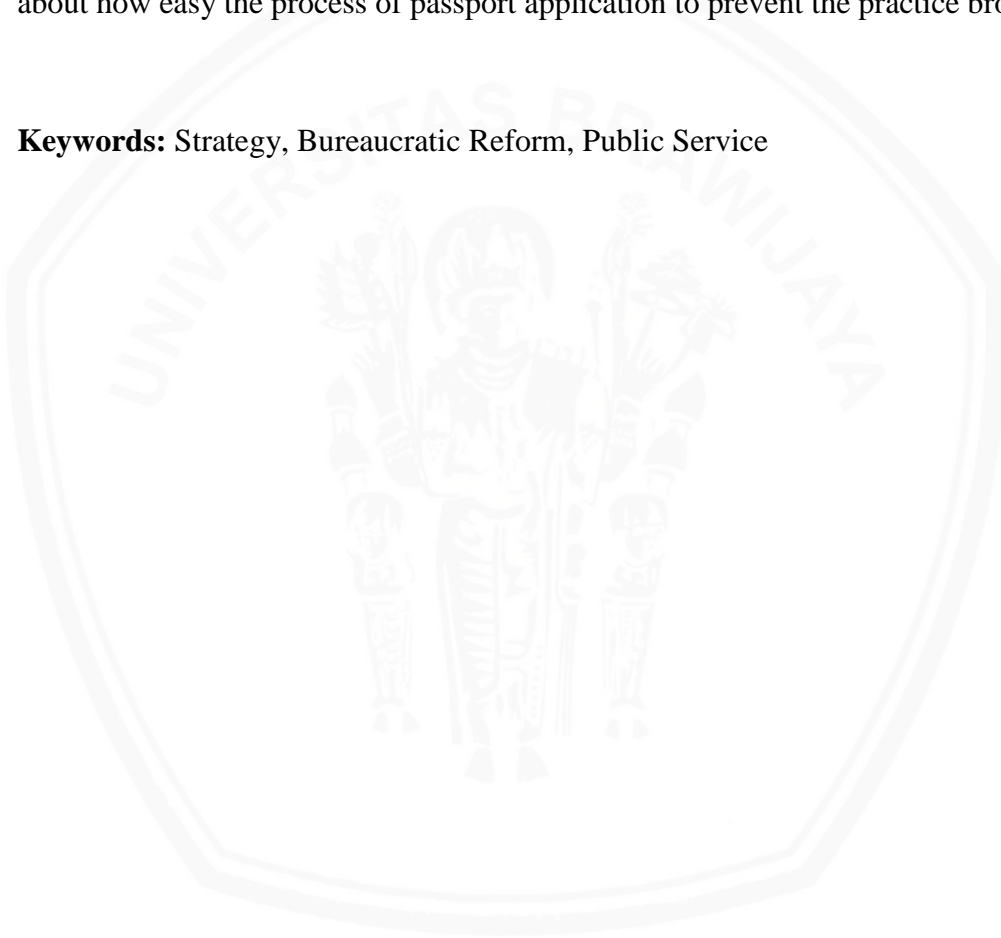 about how easy the process of passport application to prevent the practice bro
Keywords: Strategy, Bureaucratic Reform, Public Service
UNIVERSITAS BRAWIJAYA